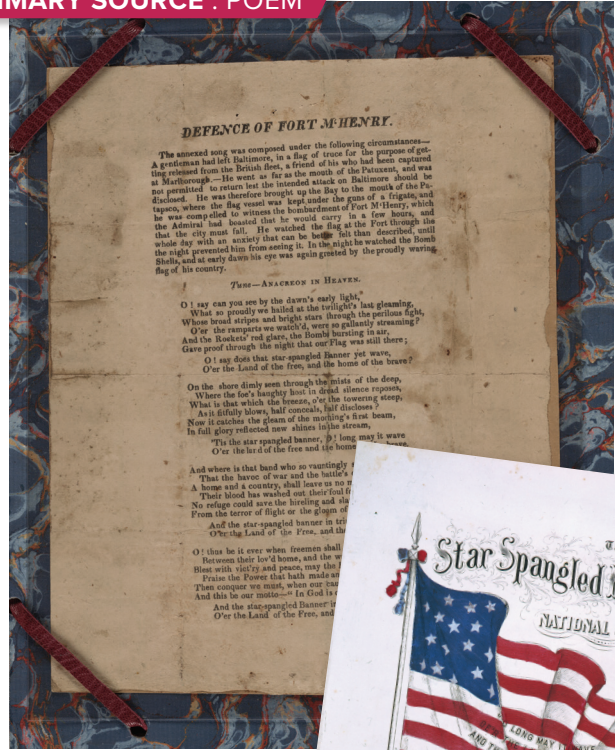 MARY SOURCE : POEM
DEFENCE OF FORT M'HENRY.
The annexed song was composed under the following circumstances—
A gentleman had left Baltimore, in a flag of truce for the purpose of get-
ting released from the British fleet, a friend of his who had been captured
at Marlborough.—He went as far as the mouth of the Patuxent, and was
not permitted to return lest the intended attack on Baltimore should be
disclosed. He was therefore brought up the Bay to the mouth of the Pa-
tapsco, where the flag vessel was kept under the guns of a frigate, and
he was compelled to witness the bombardment of Fort M'Henry, which
the Admiral had boasted that he would carry in a few hours, and
that the city must fall. He watched the flag at the Fort through the
whole day with an anxiety that can be better felt than described, until
the night prevented him from seeing it. In the night he watched the Bomb
Shells, and at early dawn his eye was again greeted by the proudly waving
flag of his country.
Tune—ANACREON IN HEAVEN.
O ! say can you see by the dawn's early light,
What so proudly we hailed at the twilight's last gleaming,
Whose broad stripes and bright stars through the perilous fight,
O'er the ramparts we watch'd, were so gallantly streaming?
And the Rockets' red glare, the Bombs bursting in air,
Gave proof through the night that our Flag was still there ;
O ! say does that star-spangled Banner yet wave,
O'er the Land of the free, and the home of the brave?
On the shore dimly seen through the mists of the deep,
Where the foe's haughty host in dread silence reposes,
What is that which the breeze, o'er the towering steep,
As it fitfully blows, half conceals, half discloses ?
Now it catches the gleam of the morning's first beam,
In full glory reflected new shines in the stream,
'Tis the star spangled banner, O ! long may it wave
O'er the land of the free and the home
And where is that band who so vauntingly
That the havoc of war and the battle's
A home and a country, shall leave us no
Their blood has washed out their foul
No refuge could save the hireling and
From the terror of flight or the gloom of
And the star-spangled banner in
O'er the Land of the Free, and
O ! thus be it ever when freemen shall
Between their lov'd home, and the
Blest with vict'ry and peace, may the
Praise the Power that hath made
Then conquer we must, when our
And this be our motto—" In God is
And the star-spangled Banner in
O'er the Land of the Free, and
Star Spangled
NATIONAL
LONG MAY